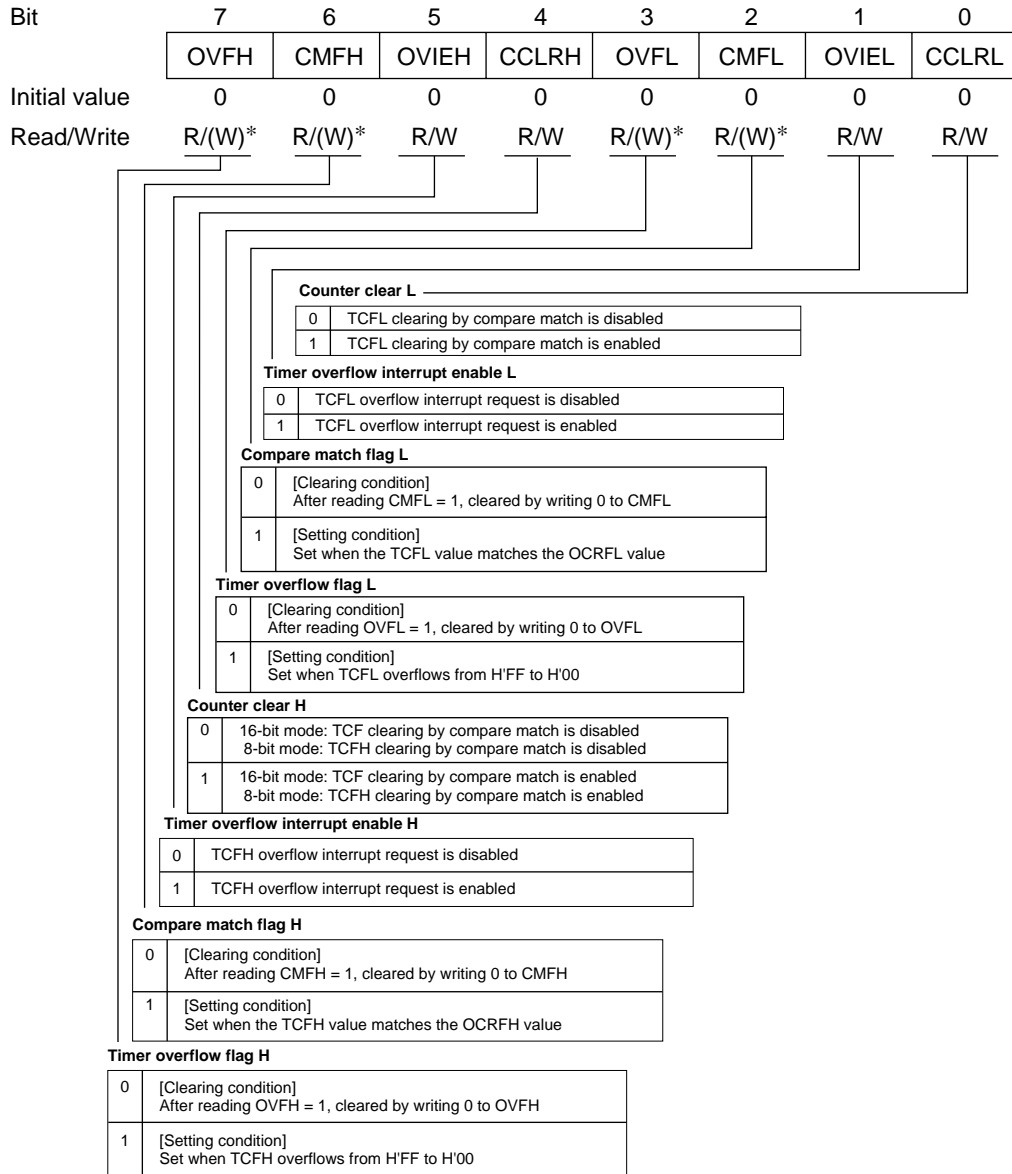 Bit 7 6 5 4 3 2 1 0
OVFH CMFH OVIEH CCLRH OVFL CMFL OVIEL CCLRL
Initial value 0 0 0 0 0 0 0 0
Read/Write R/(W)* R/(W)* R/W R/W R/(W)* R/(W)* R/W R/W
Counter clear L
0 TCFL clearing by compare match is disabled
1 TCFL clearing by compare match is enabled
Timer overflow interrupt enable L
0 TCFL overflow interrupt request is disabled
1 TCFL overflow interrupt request is enabled
Compare match flag L
0 [Clearing condition]
After reading CMFL = 1, cleared by writing 0 to CMFL
1 [Setting condition]
Set when the TCFL value matches the OCRFL value
Timer overflow flag L
0 [Clearing condition]
After reading OVFL = 1, cleared by writing 0 to OVFL
1 [Setting condition]
Set when TCFL overflows from H'FF to H'00
Counter clear H
0 16-bit mode: TCF clearing by compare match is disabled
8-bit mode: TCFH clearing by compare match is disabled
1 16-bit mode: TCF clearing by compare match is enabled
8-bit mode: TCFH clearing by compare match is enabled
Timer overflow interrupt enable H
0 TCFH overflow interrupt request is disabled
1 TCFH overflow interrupt request is enabled
Compare match flag H
0 [Clearing condition]
After reading CMFH = 1, cleared by writing 0 to CMFH
1 [Setting condition]
Set when the TCFH value matches the OCRFH value
Timer overflow flag H
0 [Clearing condition]
After reading OVFH = 1, cleared by writing 0 to OVFH
1 [Setting condition]
Set when TCFH overflows from H'FF to H'00